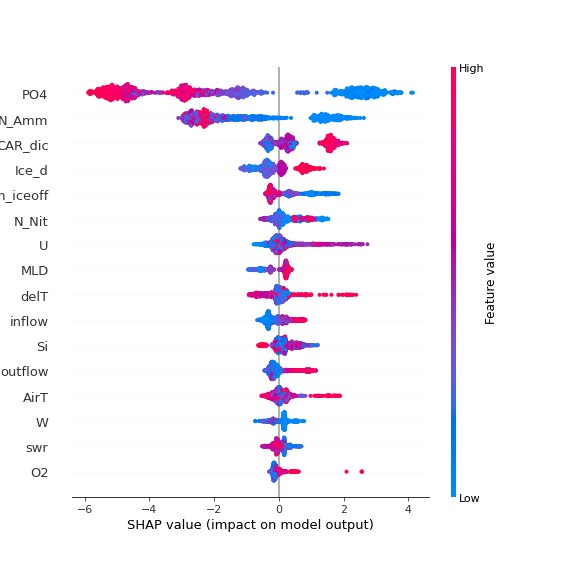 High
PO4
N_Amm
CAR_dic
Ice_d
m_iceoff
N_Nit
U
MLD
delT
inflow
Si
outflow
AirT
W
swr
O2
Low
−6 −4 −2 0 2 4
SHAP value (impact on model output)
Feature value